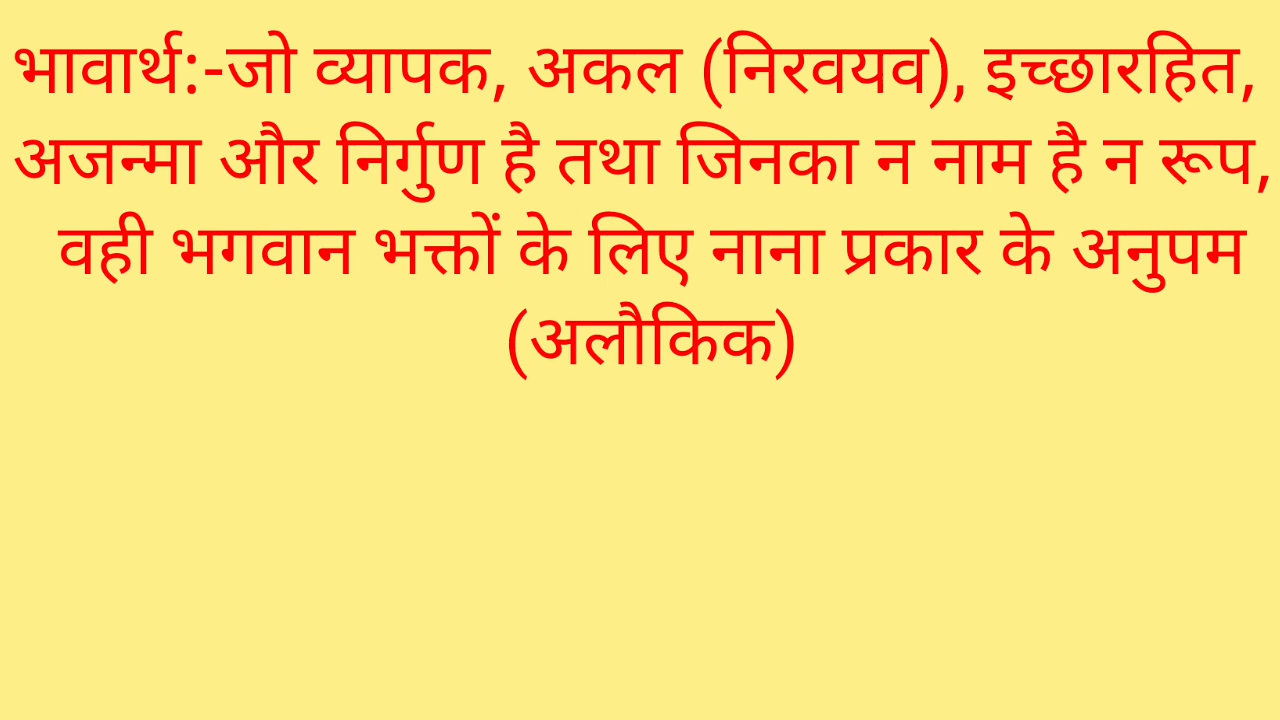 भावार्थ:-जो व्यापक, अकल (निरवयव), इच्छारहित,
अजन्मा और निर्गुण है तथा जिनका न नाम है न रूप,
वही भगवान भक्तों के लिए नाना प्रकार के अनुपम
(अलौकिक)